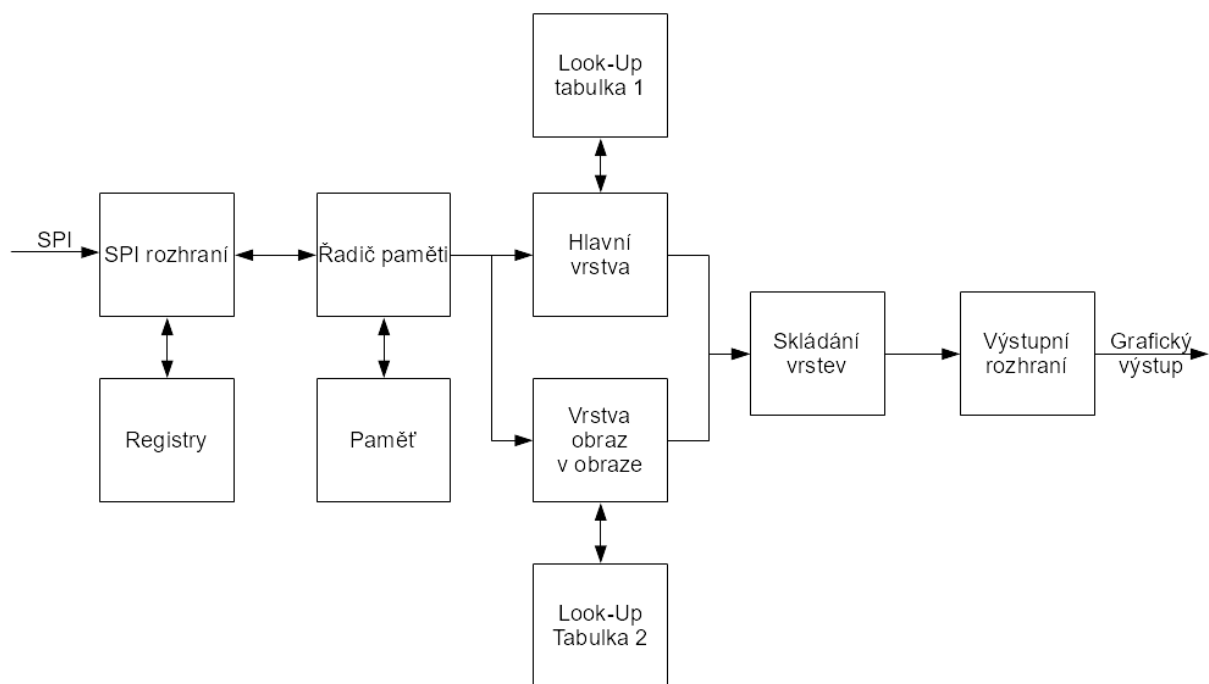 Look-Up
tabulka 1
SPI
SPI rozhraní
Řadič paměti
Hlavní
vrstva
Skládání
vrstev
Výstupní
rozhraní
Grafický
výstup
Registry
Paměť
Vrstva
obraz
v obraze
Look-Up
Tabulka 2